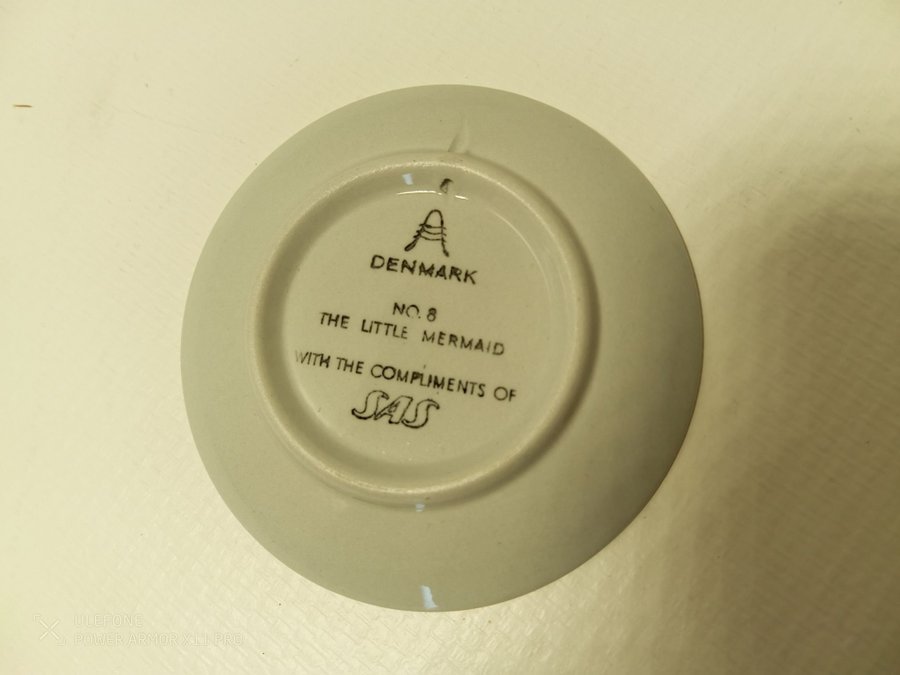 DENMARK
NO. 8
THE LITTLE MERMAID
WITH THE COMPLIMENTS OF
SAS
ULEFONE
POWER ARMOR X11 PRO